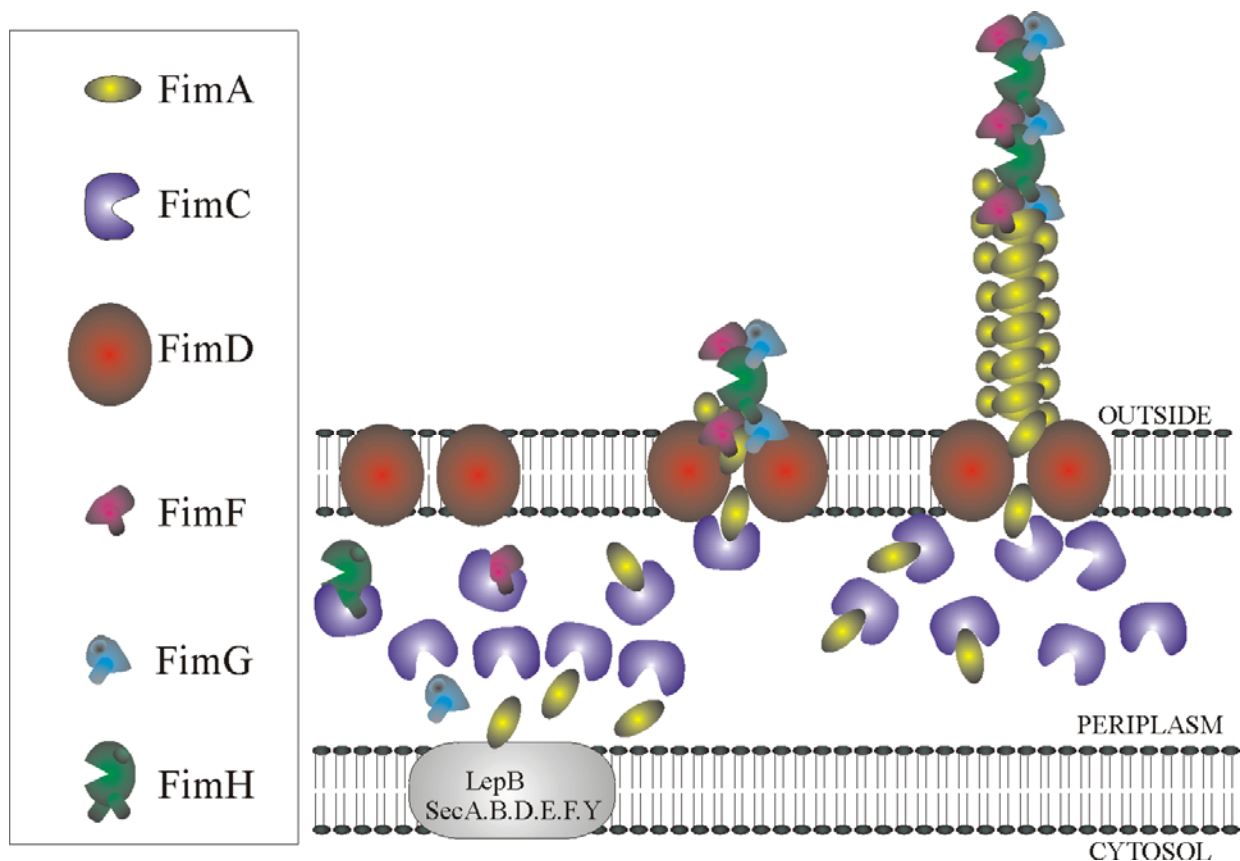 FimA
FimC
FimD
FimF
FimG
FimH
OUTSIDE
PERIPLASM
LepB
SecA.B.D.E.F.Y
CYTOSOL